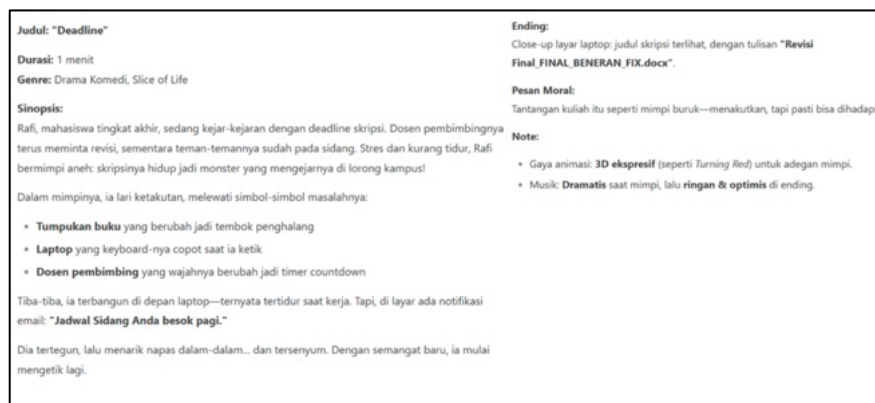 Judul: "Deadline"
Durasi: 1 menit
Genre: Drama Komedi, Slice of Life
Sinopsis:
Rafi, mahasiswa tingkat akhir, sedang kejar-kejaran dengan deadline skripsi. Dosen pembimbingnya
terus meminta revisi, sementara teman-temannya sudah pada sidang. Stres dan kurang tidur, Rafi
bermimpi aneh: skripsinya hidup jadi monster yang mengejarnya di lorong kampus!
Dalam mimpinya, ia lari ketakutan, melewati simbol-simbol masalahnya:
• Tumpukan buku yang berubah jadi tembok penghalang
• Laptop yang keyboard-nya copot saat ia ketik
• Dosen pembimbing yang wajahnya berubah jadi timer countdown
Tiba-tiba, ia terbangun di depan laptop—ternyata tertidur saat kerja. Tapi, di layar ada notifikasi
email: "Jadwal Sidang Anda besok pagi."
Dia tertegun, lalu menarik napas dalam-dalam... dan tersenyum. Dengan semangat baru, ia mulai
mengetik lagi.
Ending:
Close-up layar laptop: judul skripsi terlihat, dengan tulisan "Revisi
Final_FINAL_BENERAN_FIX.docx".
Pesan Moral:
Tantangan kuliah itu seperti mimpi buruk—menakutkan, tapi pasti bisa dihadapi
Note:
• Gaya animasi: 3D ekspresif (seperti Turning Red) untuk adegan mimpi.
• Musik: Dramatis saat mimpi, lalu ringan & optimis di ending.